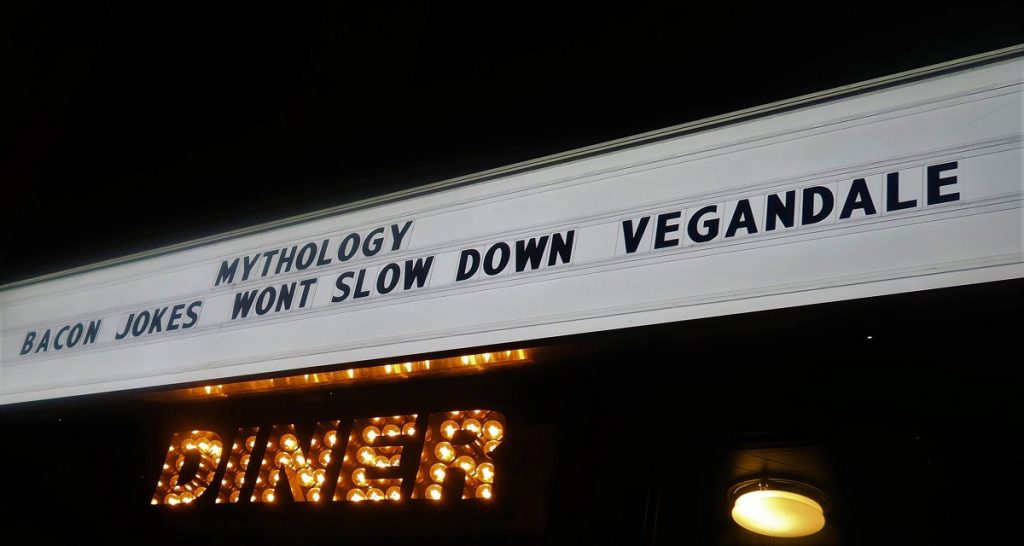 MYTHOLOGY
BACON JOKES WONT SLOW DOWN VEGANDALE
DINER